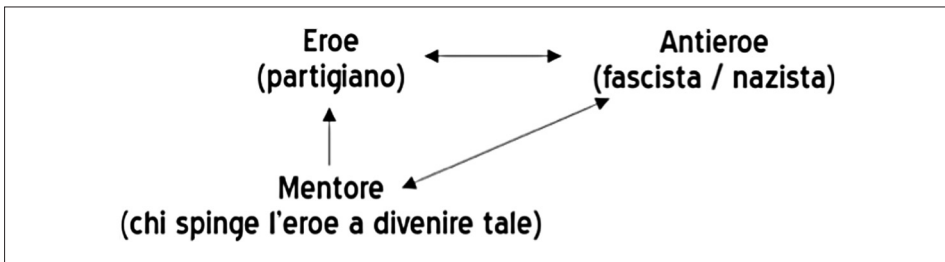 Eroe
(partigiano)
Antieroe
(fascista / nazista)
Mentore
(chi spinge l'eroe a divenire tale)